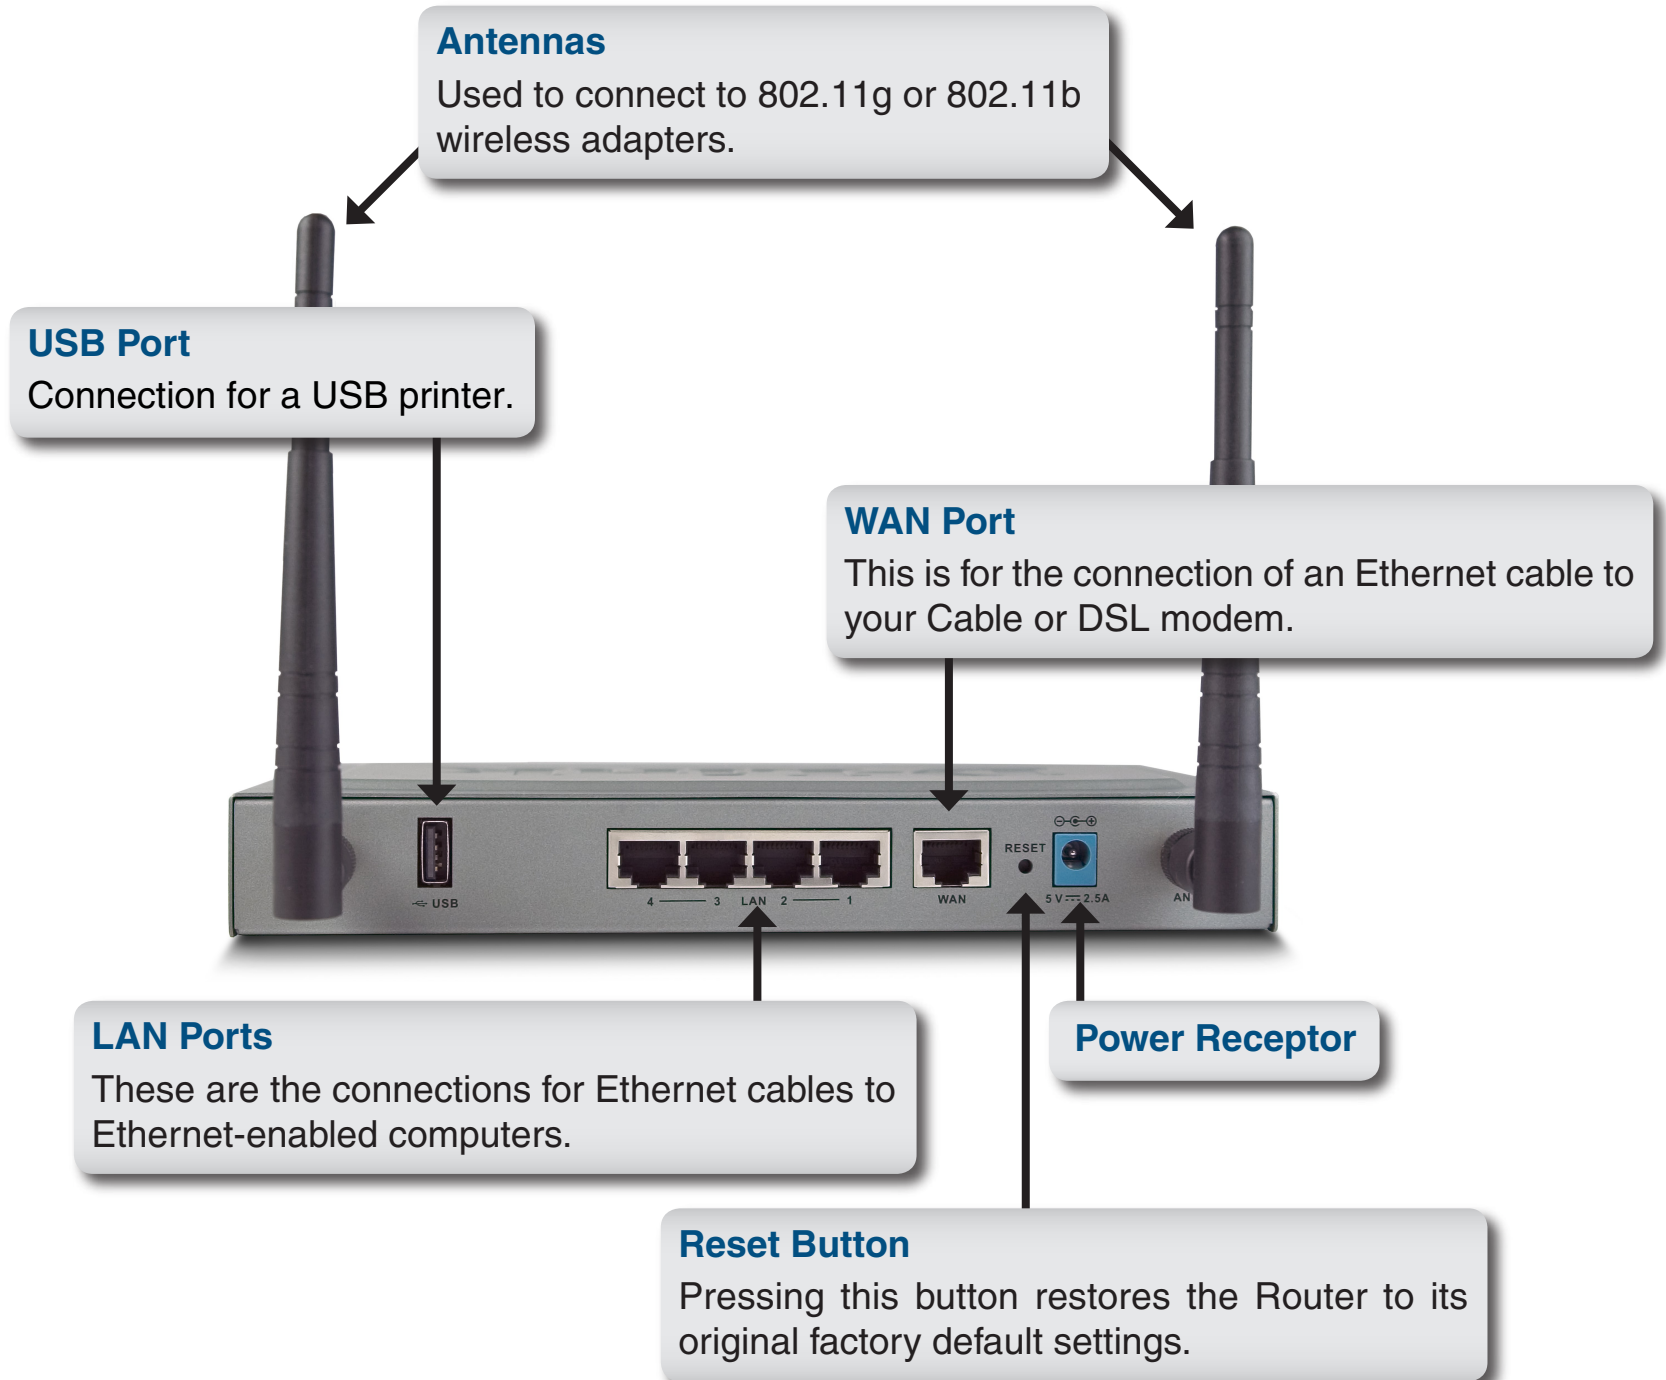 Antennas
Used to connect to 802.11g or 802.11b
wireless adapters.
USB Port
Connection for a USB printer.
WAN Port
This is for the connection of an Ethernet cable to
your Cable or DSL modem.
RESET
USB
4 3 LAN 2 1
WAN
5 V 2.5A
AN
LAN Ports
These are the connections for Ethernet cables to
Ethernet-enabled computers.
Power Receptor
Reset Button
Pressing this button restores the Router to its
original factory default settings.